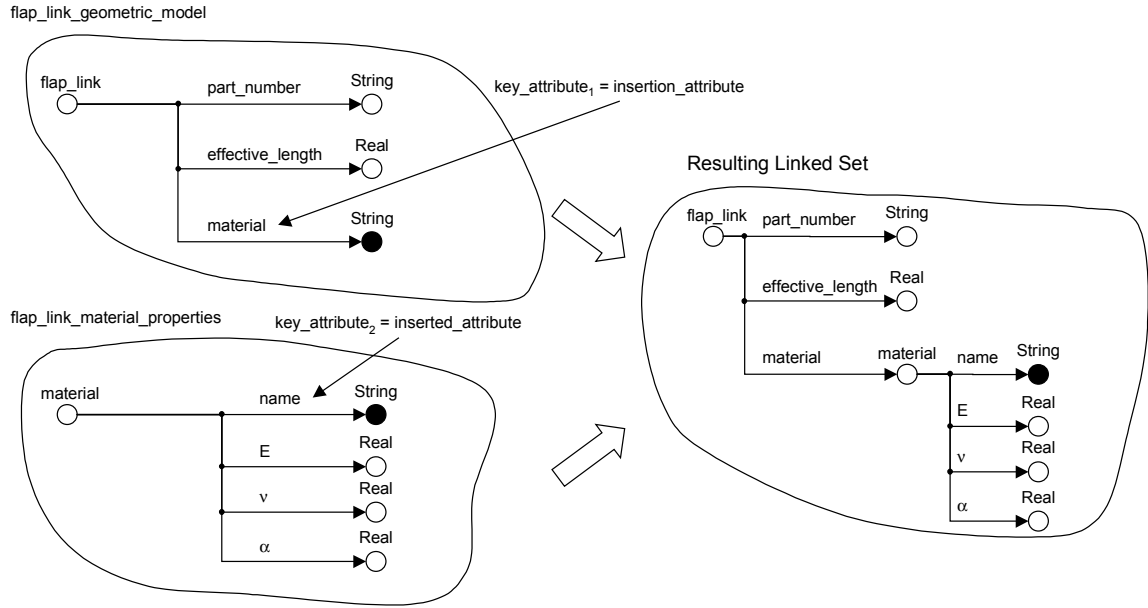 flap_link_geometric_model
flap_link
part_number
String
key_attribute1 = insertion_attribute
effective_length
Real
material
String
flap_link_material_properties
key_attribute2 = inserted_attribute
material
name
String
E
Real
ν
Real
α
Real
Resulting Linked Set
flap_link
part_number
String
effective_length
Real
material
material
name
String
E
Real
ν
Real
α
Real